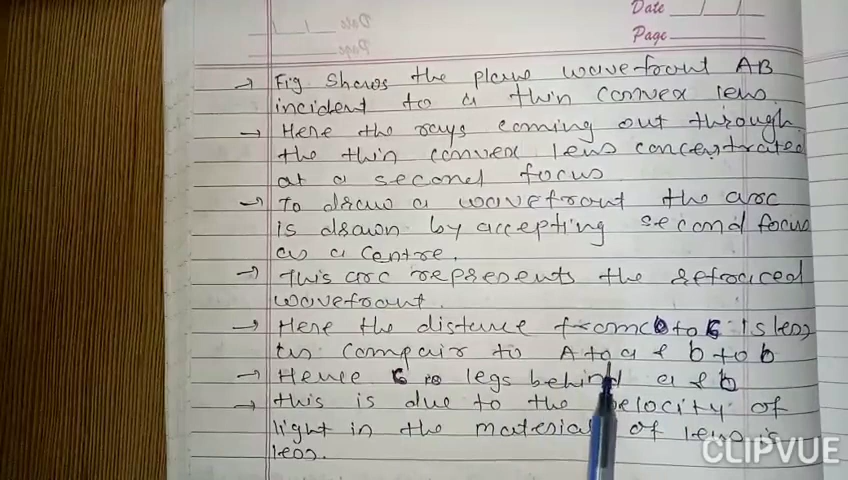 Date __/__/__
Page
→ Fig shows the plane wavefront AB
incident to a thin convex lens.
→ Here the rays coming out through
the thin convex lens concentrated
at a second focus
→ To draw a wavefront the arc
is drawn by accepting second focus
as a centre.
→ This arc represents the refraced
wavefront.
→ Here the distance from to is less
as compair to A to a & b to b
→ Hence legs behind a & b
→ this is due to the velocity of
light in the material of lens is
less.
CLIPVUE